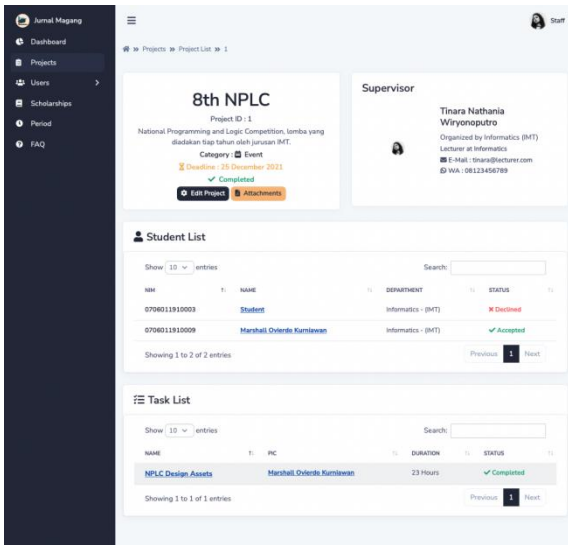 Jurnal Magang
Dashboard
Projects
Users
Scholarships
Period
FAQ
Staff
Projects Project List 1
8th NPLC
Project ID : 1
National Programming and Logic Competition, lomba yang
diadakan tiap tahun oleh jurusan IMT.
Category : Event
Deadline : 25 December 2021
Completed
Edit Project Attachments
Supervisor
Tinara Nathania
Wiryonoputro
Organized by Informatics (IMT)
Lecturer at Informatics
E-Mail : tinara@lecturer.com
WA : 08123456789
Student List
Show 10 entries Search:
NIM NAME DEPARTMENT STATUS
0706011910003 Student Informatics - (IMT) Declined
0706011910009 Marshall Ovierdo Kurniawan Informatics - (IMT) Accepted
Showing 1 to 2 of 2 entries Previous 1 Next
Task List
Show 10 entries Search:
NAME PIC DURATION STATUS
NPLC Design Assets Marshall Ovierdo Kurniawan 23 Hours Completed
Showing 1 to 1 of 1 entries Previous 1 Next